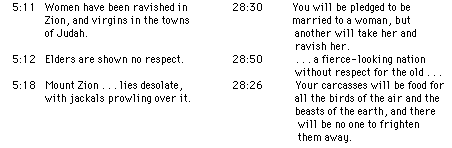 5:11 Women have been ravished in
Zion, and virgins in the towns
of Judah.
28:30 You will be pledged to be
married to a woman, but
another will take her and
ravish her.
5:12 Elders are shown no respect.
28:50 . . . a fierce-looking nation
without respect for the old . . .
5:18 Mount Zion . . . lies desolate,
with jackals prowling over it.
28:26 Your carcasses will be food for
all the birds of the air and the
beasts of the earth, and there
will be no one to frighten
them away.